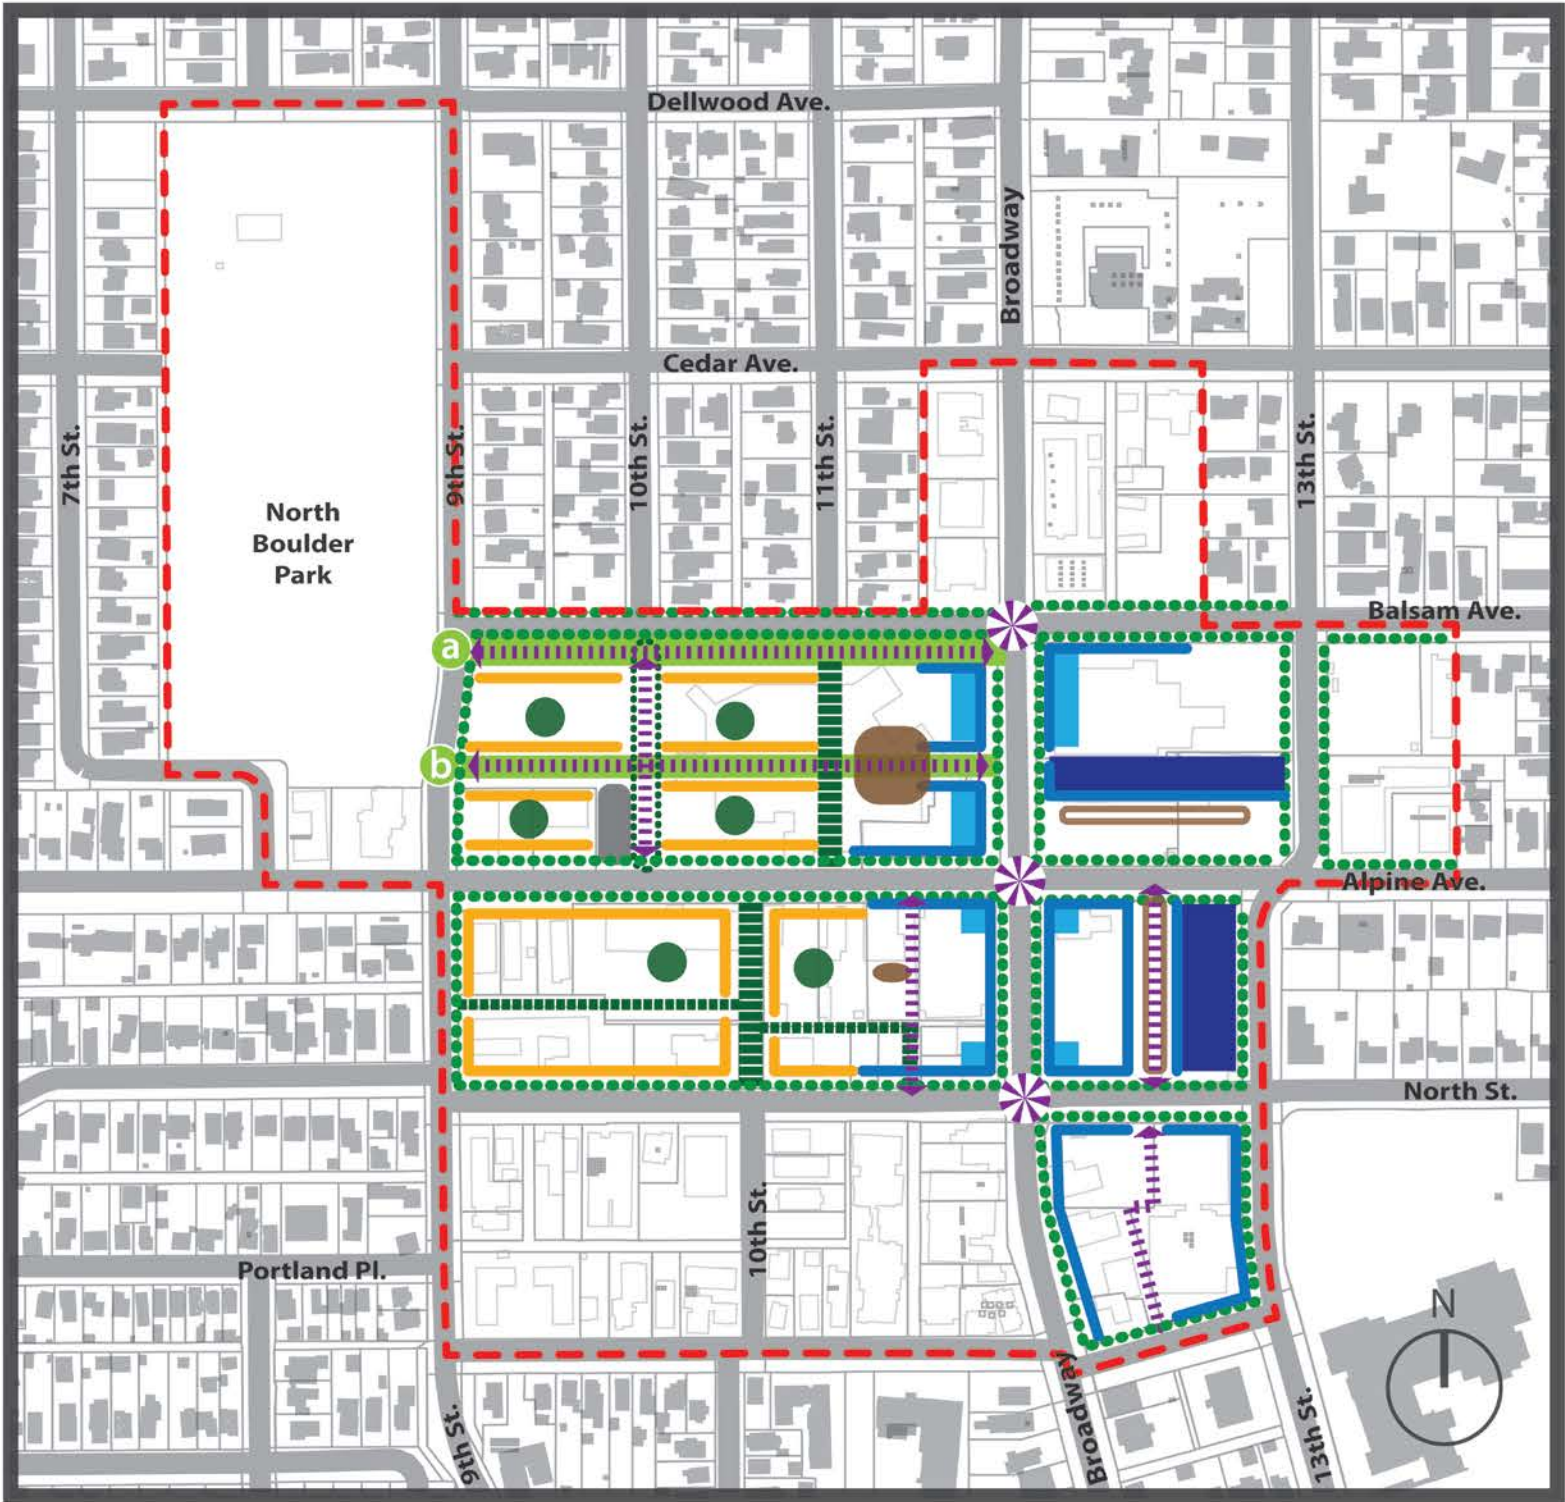 Dellwood Ave.
Broadway
Cedar Ave.
7th St.
9th St.
10th St.
11th St.
13th St.
North
Boulder
Park
Balsam Ave.
a
b
Alpine Ave.
North St.
10th St.
Portland Pl.
N
9th St.
Broadway
13th St.